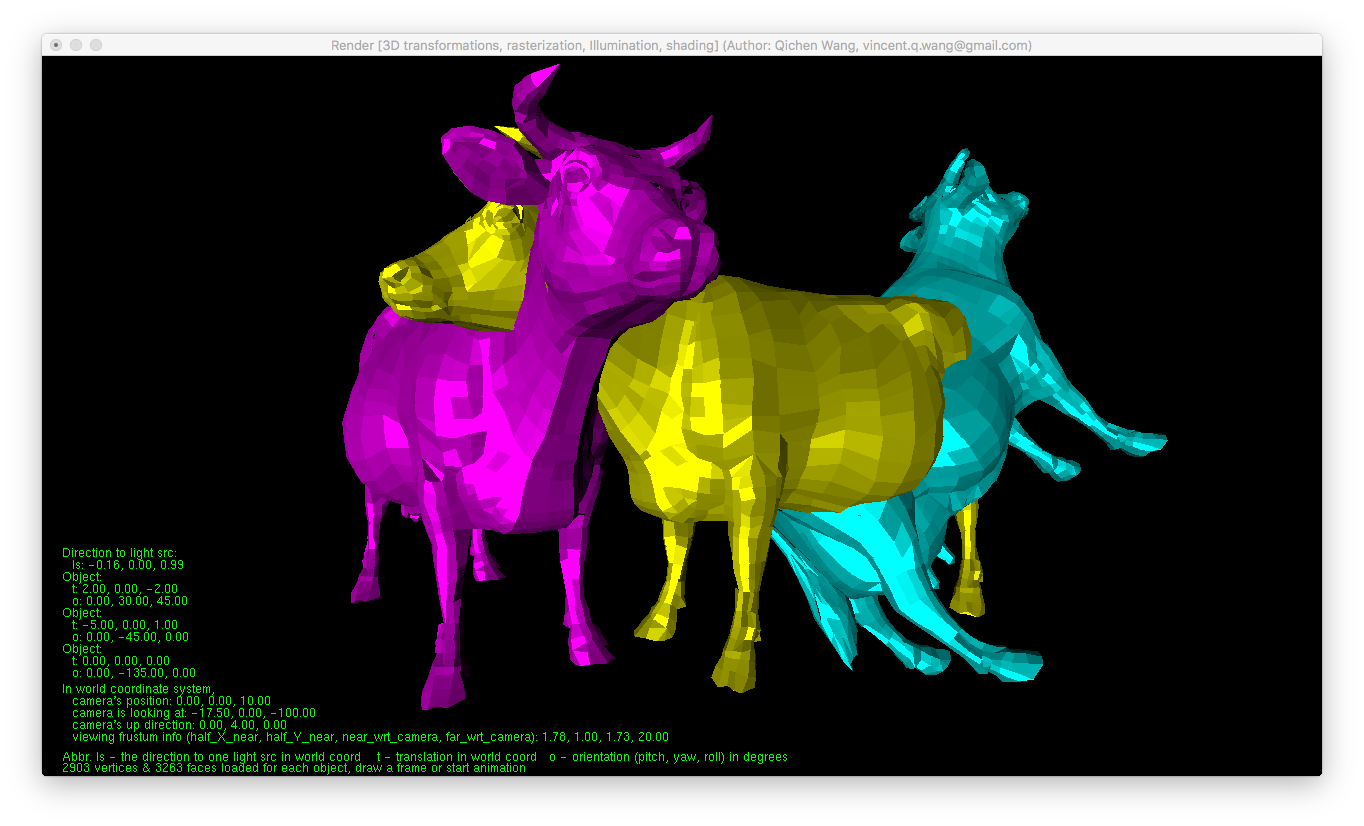 Render [3D transformations, rasterization, Illumination, shading] (Author: Qichen Wang, vincent.q.wang@gmail.com)
Direction to light src:
ls: -0.16, 0.00, 0.99
Object:
t: 2.00, 0.00, -2.00
o: 0.00, 30.00, 45.00
Object:
t: -5.00, 0.00, 1.00
o: 0.00, -45.00, 0.00
Object:
t: 0.00, 0.00, 0.00
o: 0.00, -135.00, 0.00
In world coordinate system,
camera's position: 0.00, 0.00, 10.00
camera is looking at: -17.50, 0.00, -100.00
camera's up direction: 0.00, 4.00, 0.00
viewing frustum info (half_X_near, half_Y_near, near_wrt_camera, far_wrt_camera): 1.78, 1.00, 1.73, 20.00
Abbr. ls - the direction to one light src in world coord t - translation in world coord o - orientation (pitch, yaw, roll) in degrees
2903 vertices & 3263 faces loaded for each object, draw a frame or start animation